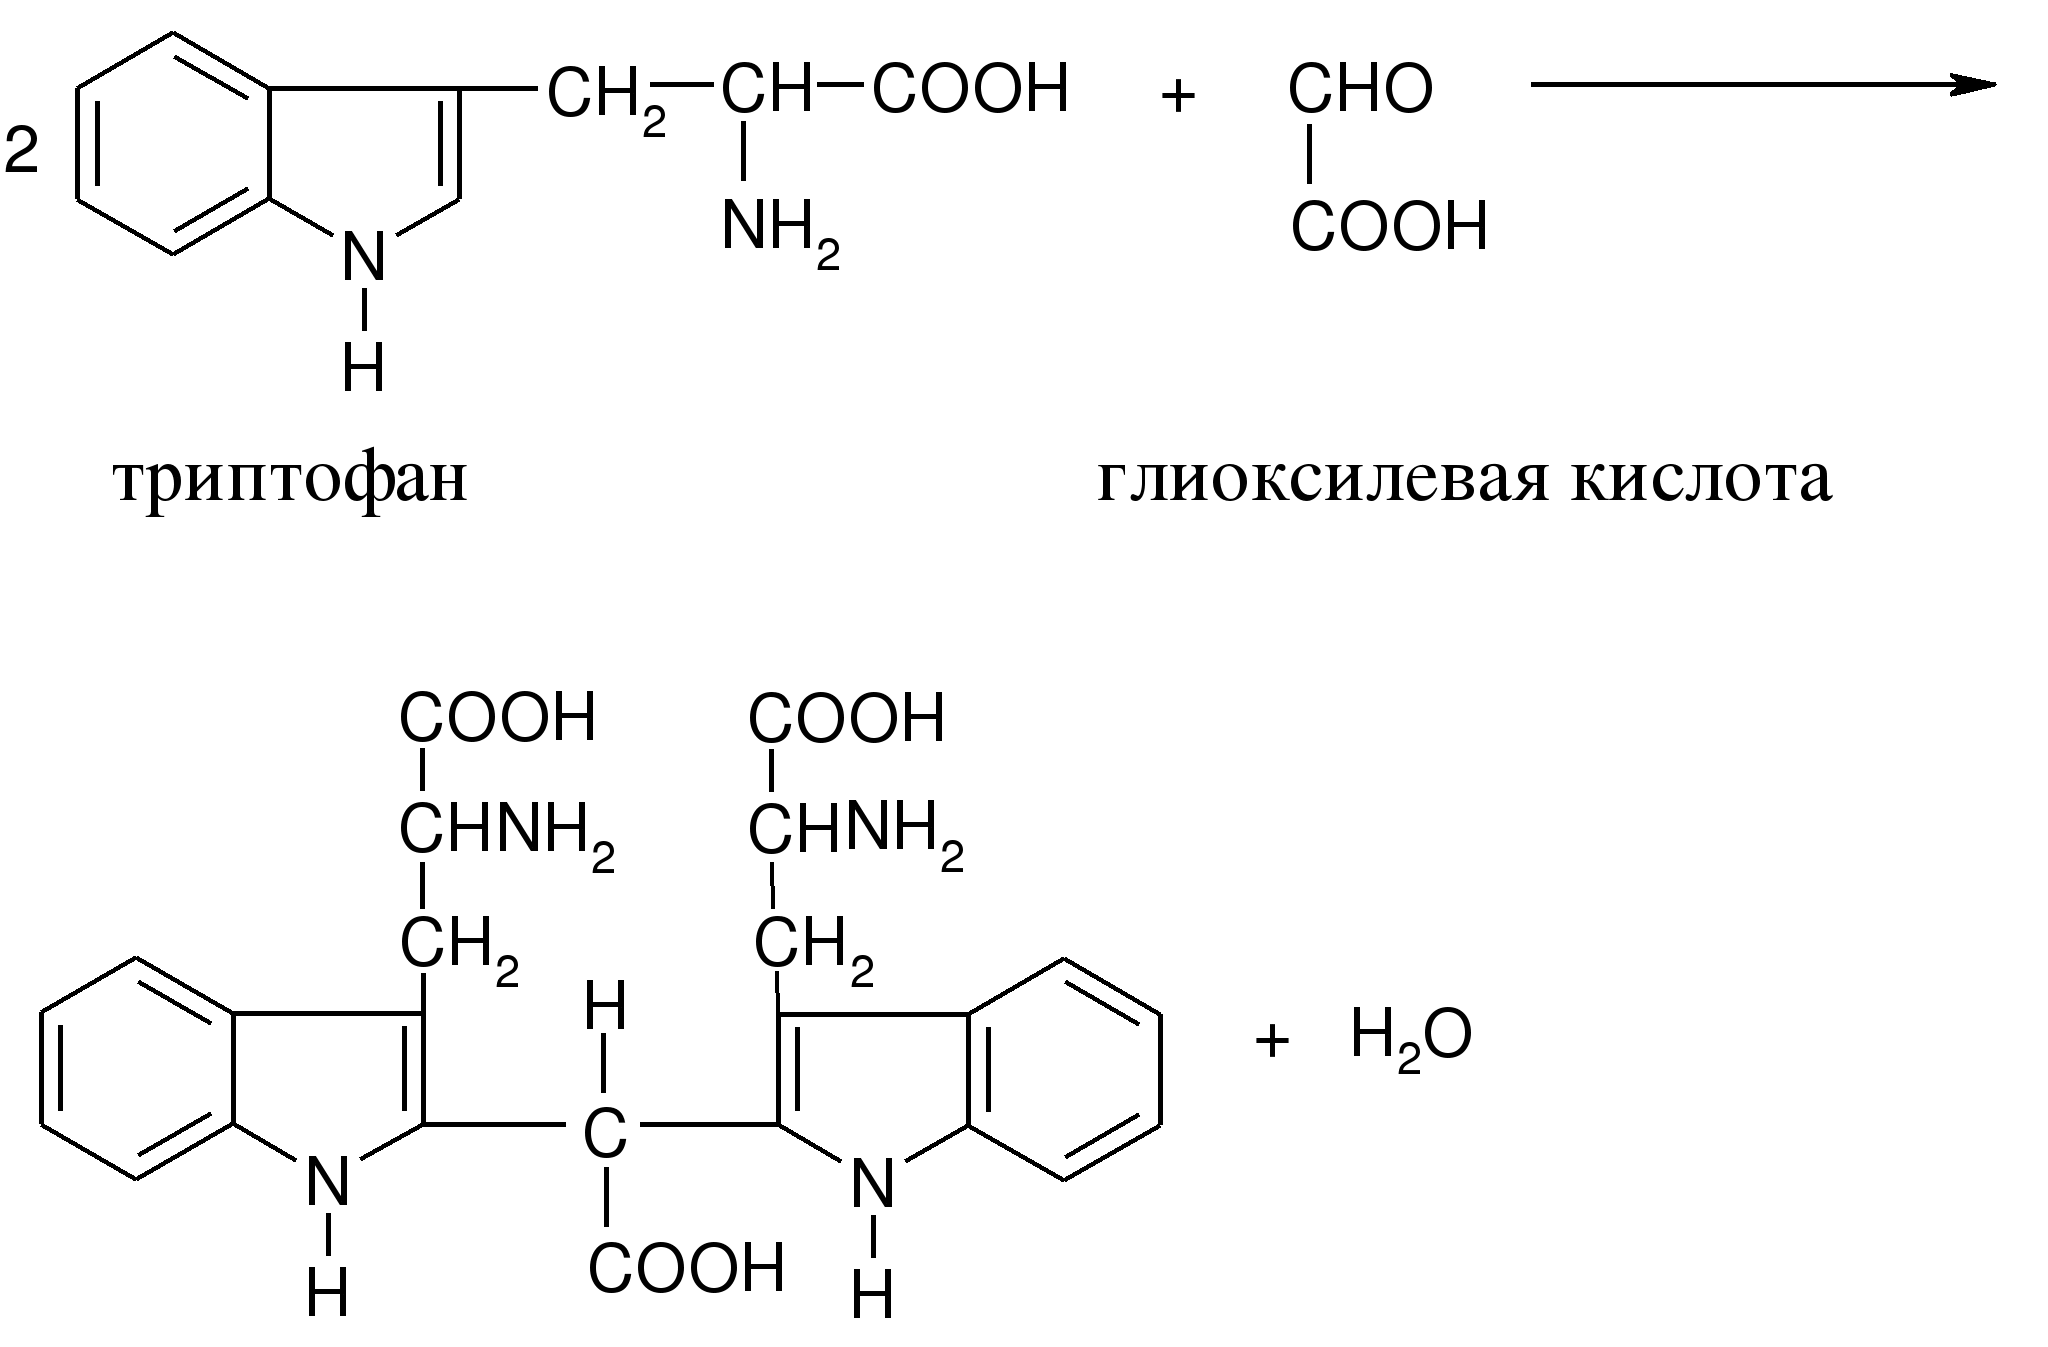 2 CH2 CH COOH + CHO
NH2 COOH
N
H
триптофан глиоксилевая кислота
COOH COOH
CHNH2 CHNH2
CH2 CH2
H + H2O
C
N N
COOH
H H